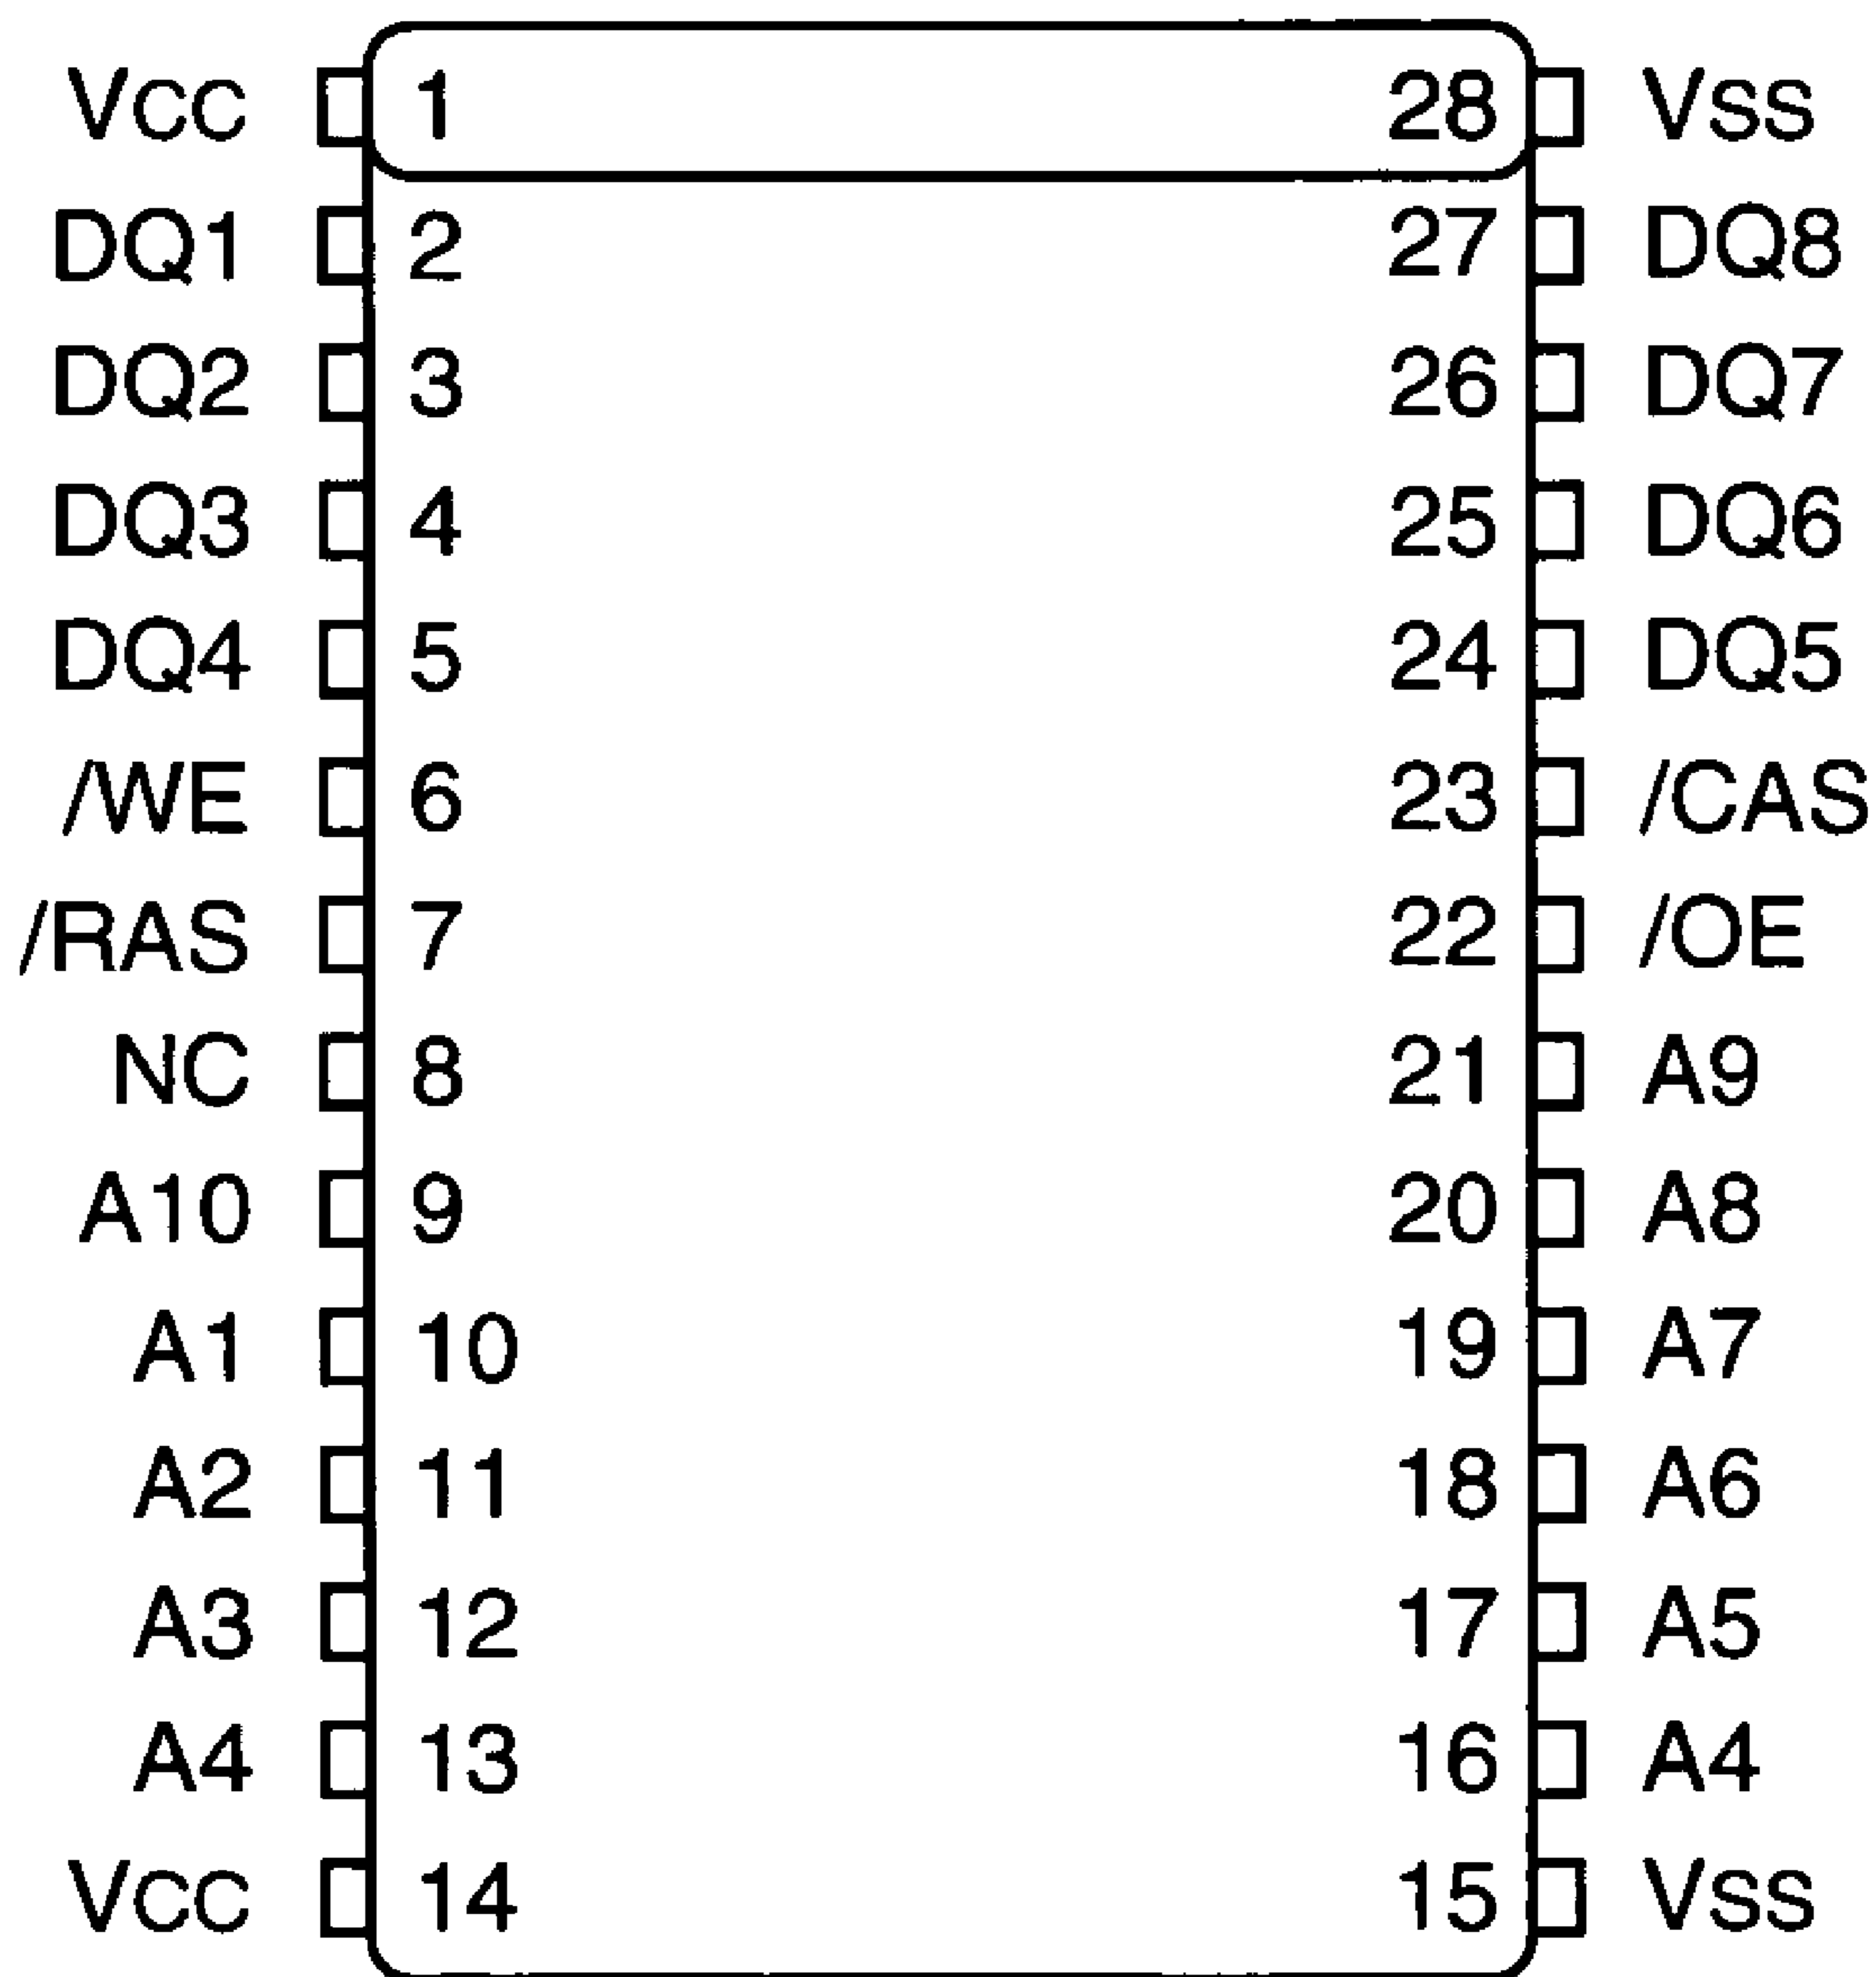 VCC 1 28 VSS
DQ1 2 27 DQ8
DQ2 3 26 DQ7
DQ3 4 25 DQ6
DQ4 5 24 DQ5
/WE 6 23 /CAS
/RAS 7 22 /OE
NC 8 21 A9
A10 9 20 A8
A1 10 19 A7
A2 11 18 A6
A3 12 17 A5
A4 13 16 A4
VCC 14 15 VSS